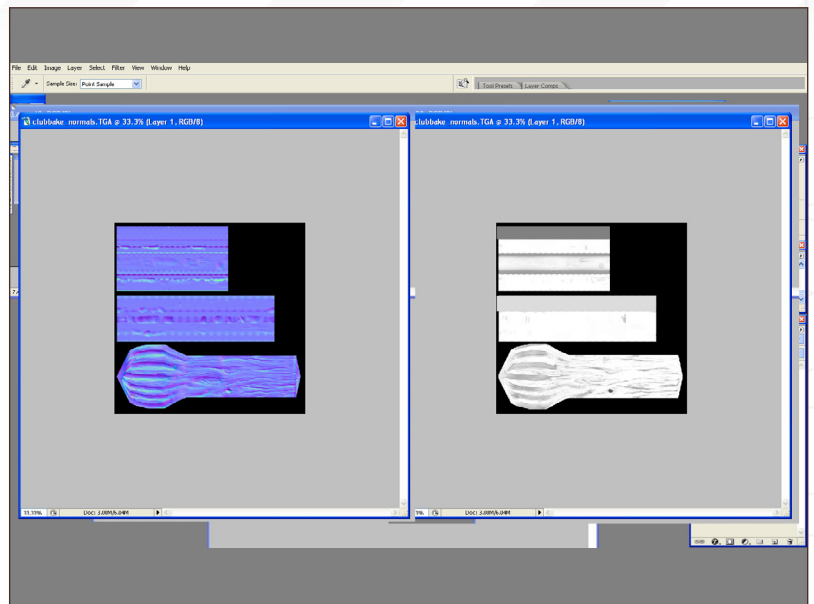 File Edit Image Layer Select Filter View Window Help
Sample Size: Point Sample
Tool Presets Layer Comps
clubbake_normals.TGA @ 33.3% (Layer 1, RGB/8)
clubbake_normals.TGA @ 33.3% (Layer 1, RGB/8)
33.33% Doc: 3.00M/6.04M
Doc: 3.00M/6.04M